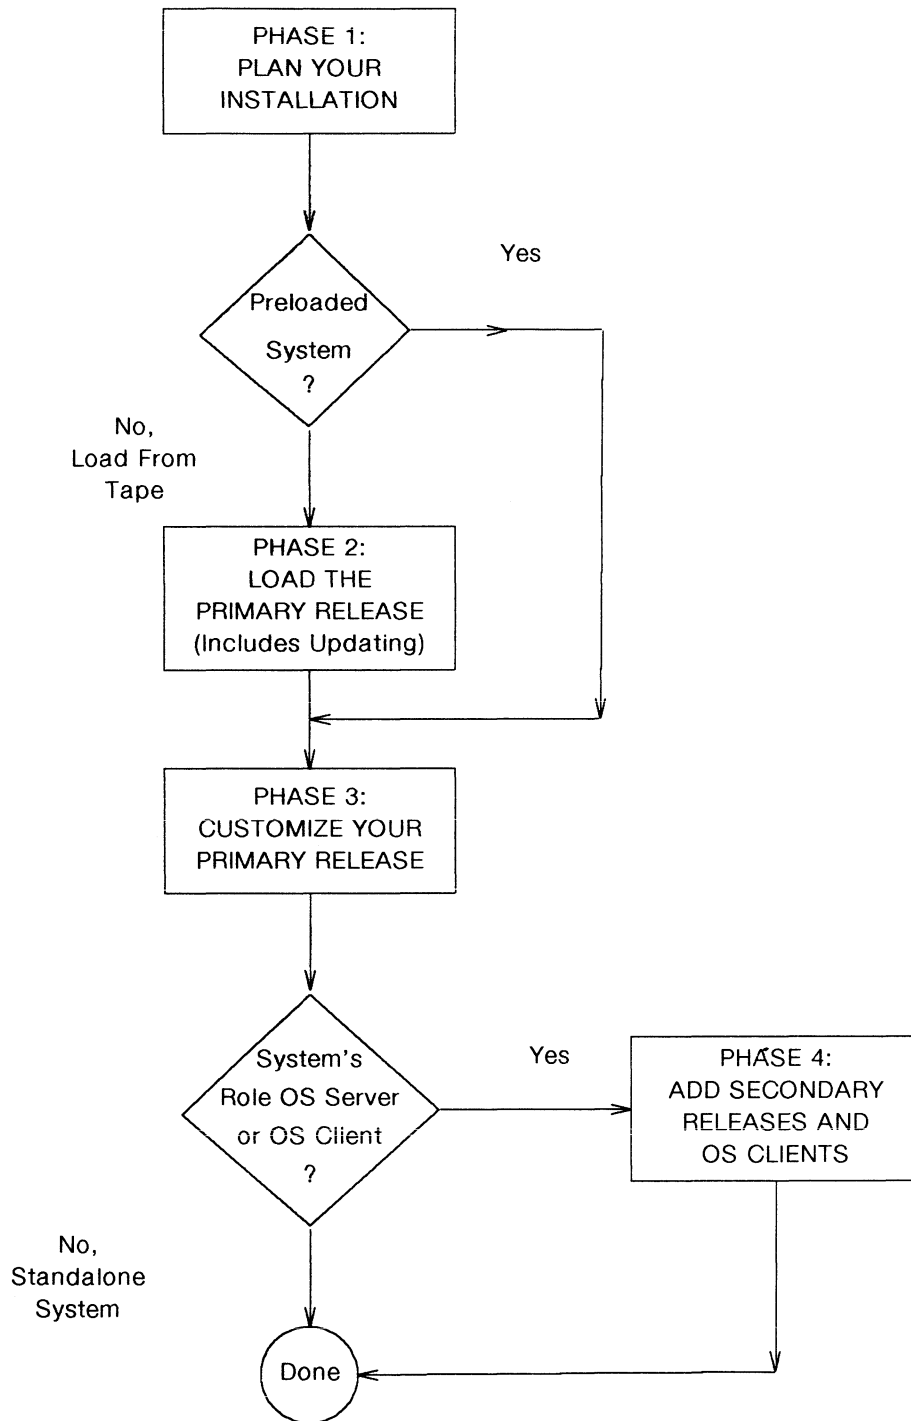 PHASE 1:
PLAN YOUR
INSTALLATION
Yes
Preloaded
System
?
No,
Load From
Tape
PHASE 2:
LOAD THE
PRIMARY RELEASE
(Includes Updating)
PHASE 3:
CUSTOMIZE YOUR
PRIMARY RELEASE
System's
Role OS Server
or OS Client
?
Yes
PHASE 4:
ADD SECONDARY
RELEASES AND
OS CLIENTS
No,
Standalone
System
Done